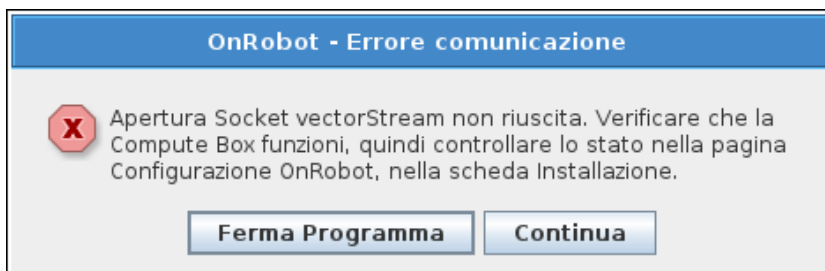 OnRobot - Errore comunicazione
Apertura Socket vectorStream non riuscita. Verificare che la
Compute Box funzioni, quindi controllare lo stato nella pagina
Configurazione OnRobot, nella scheda Installazione.
Ferma Programma
Continua